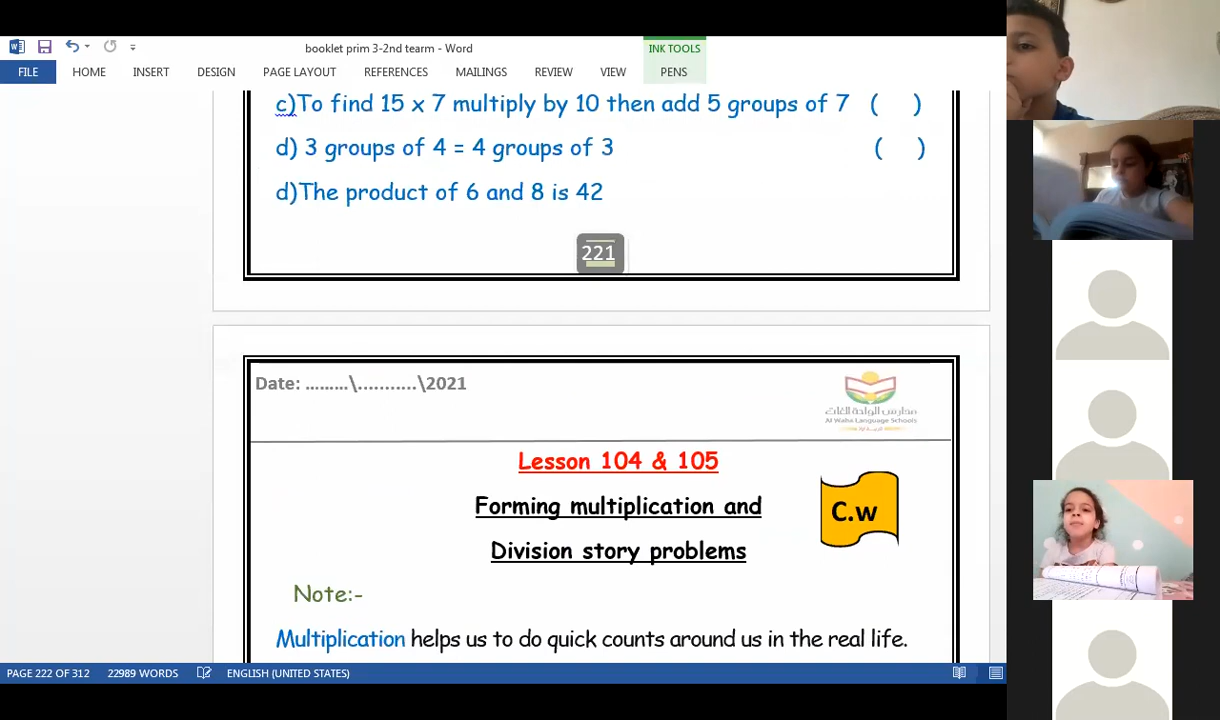 booklet prim 3-2nd tearm - Word
INK TOOLS
FILE HOME INSERT DESIGN PAGE LAYOUT REFERENCES MAILINGS REVIEW VIEW PENS
c)To find 15 x 7 multiply by 10 then add 5 groups of 7 ( )
d) 3 groups of 4 = 4 groups of 3 ( )
d)The product of 6 and 8 is 42
221
Date: .........\...........\2021
Al Waha Language Schools
Lesson 104 & 105
Forming multiplication and
C.w
Division story problems
Note:-
Multiplication helps us to do quick counts around us in the real life.
PAGE 222 OF 312 22989 WORDS ENGLISH (UNITED STATES)